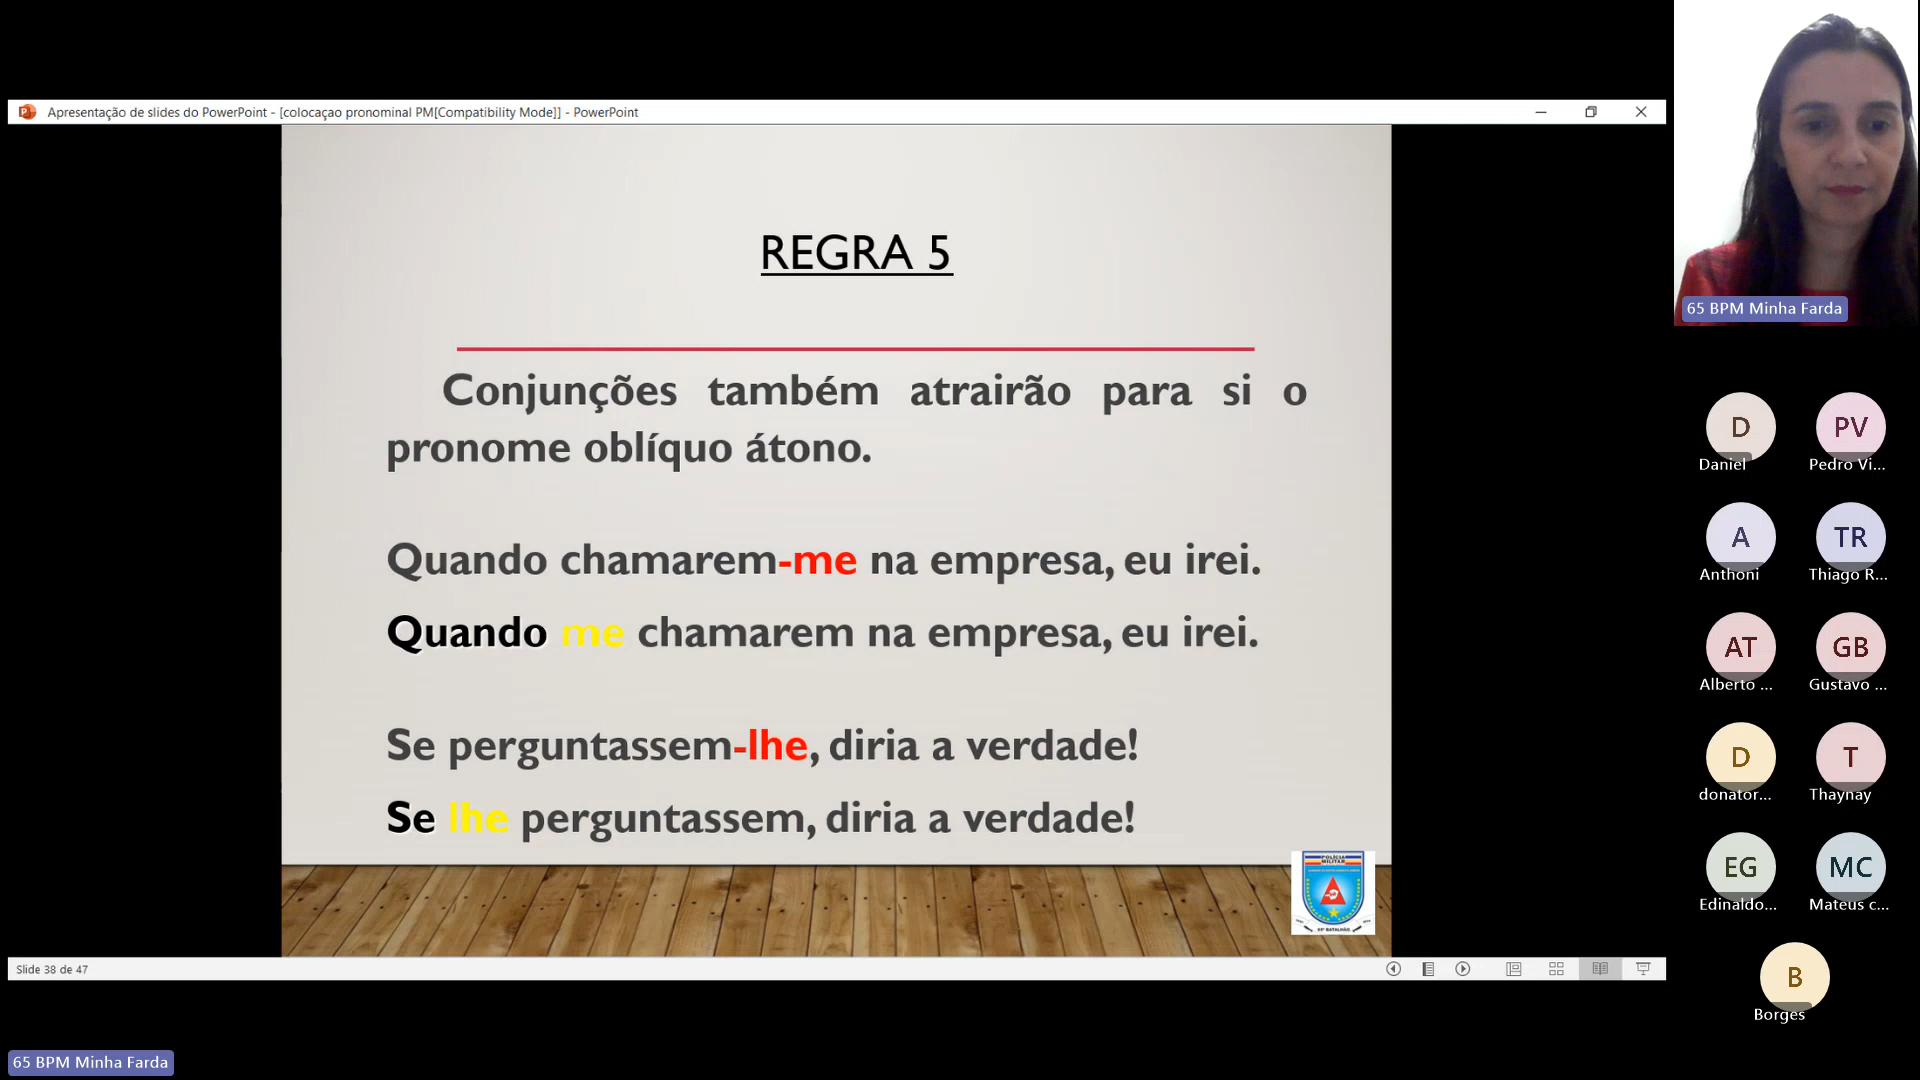 Apresentação de slides do PowerPoint - [colocaçao pronominal PM[Compatibility Mode]] - PowerPoint
REGRA 5
Conjunções também atrairão para si o
pronome oblíquo átono.
Quando chamarem-me na empresa, eu irei.
Quando me chamarem na empresa, eu irei.
Se perguntassem-lhe, diria a verdade!
Se lhe perguntassem, diria a verdade!
POLÍCIA
MILITAR
Slide 38 de 47
65 BPM Minha Farda
65 BPM Minha Farda
D
Daniel
PV
Pedro Vi...
A
Anthoni
TR
Thiago R...
AT
Alberto ...
GB
Gustavo ...
D
donator...
T
Thaynay
EG
Edinaldo...
MC
Mateus c...
B
Borges